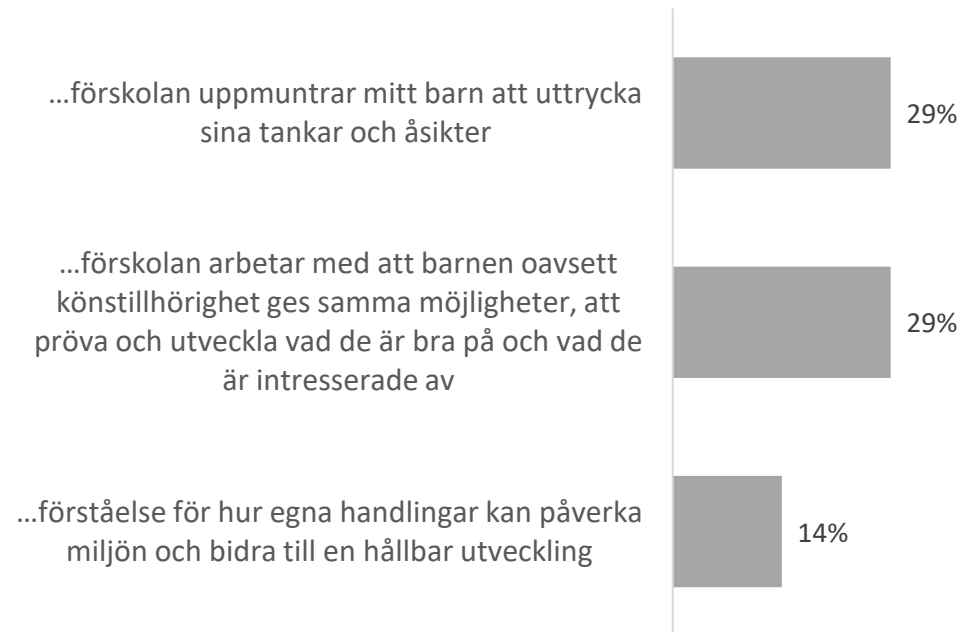 …förskolan uppmuntrar mitt barn att uttrycka
sina tankar och åsikter
29%
…förskolan arbetar med att barnen oavsett
könstillhörighet ges samma möjligheter, att
pröva och utveckla vad de är bra på och vad de
är intresserade av
29%
…förståelse för hur egna handlingar kan påverka
miljön och bidra till en hållbar utveckling
14%